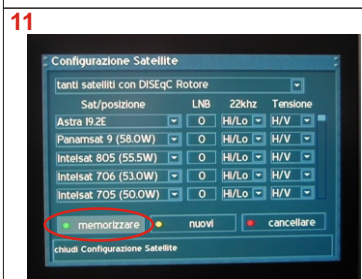 11
Configurazione Satellite
tanti satelliti con DISEqC Rotore
Sat/posizione LNB 22khz Tensione
Astra 19.2E 0 Hi/Lo H/V
Panamsat 9 (58.0W) 0 Hi/Lo H/V
Intelsat 805 (55.5W) 0 Hi/Lo H/V
Intelsat 706 (53.0W) 0 Hi/Lo H/V
Intelsat 705 (50.0W) 0 Hi/Lo H/V
memorizzare nuovi cancellare
chiudi Configurazione Satellite